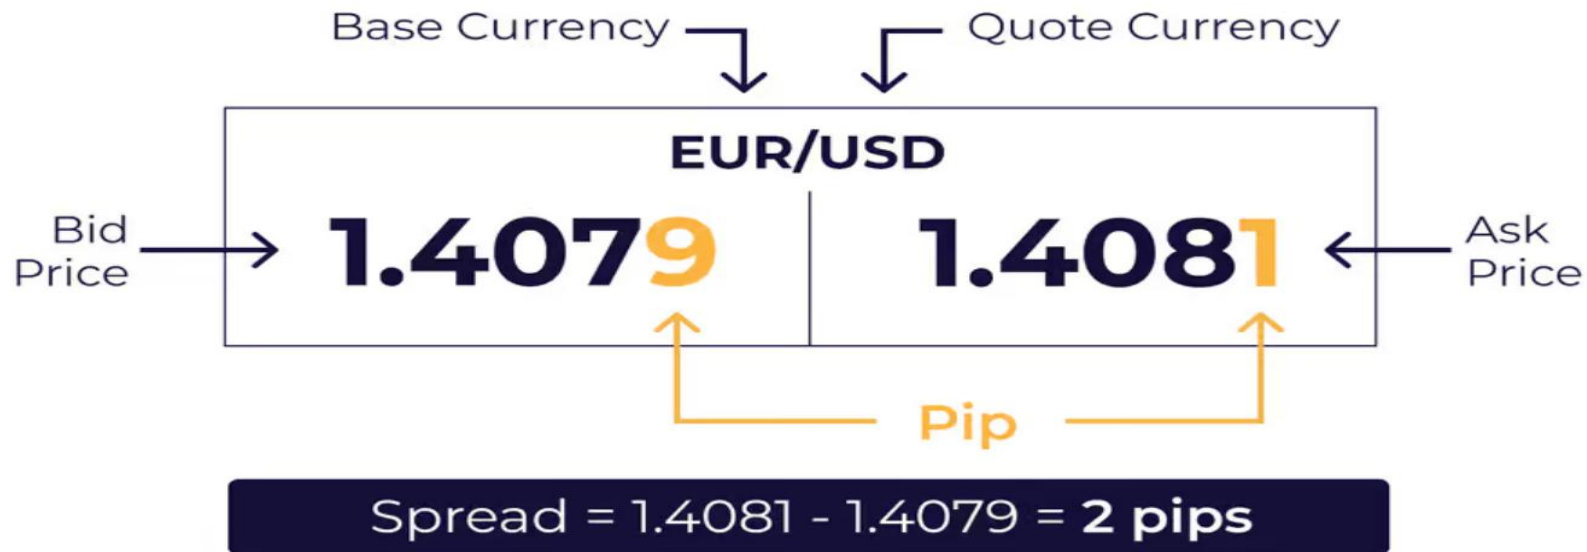 Base Currency
Quote Currency
EUR/USD
Bid
Price
1.4079
1.4081
Ask
Price
Pip
Spread = 1.4081 - 1.4079 = 2 pips